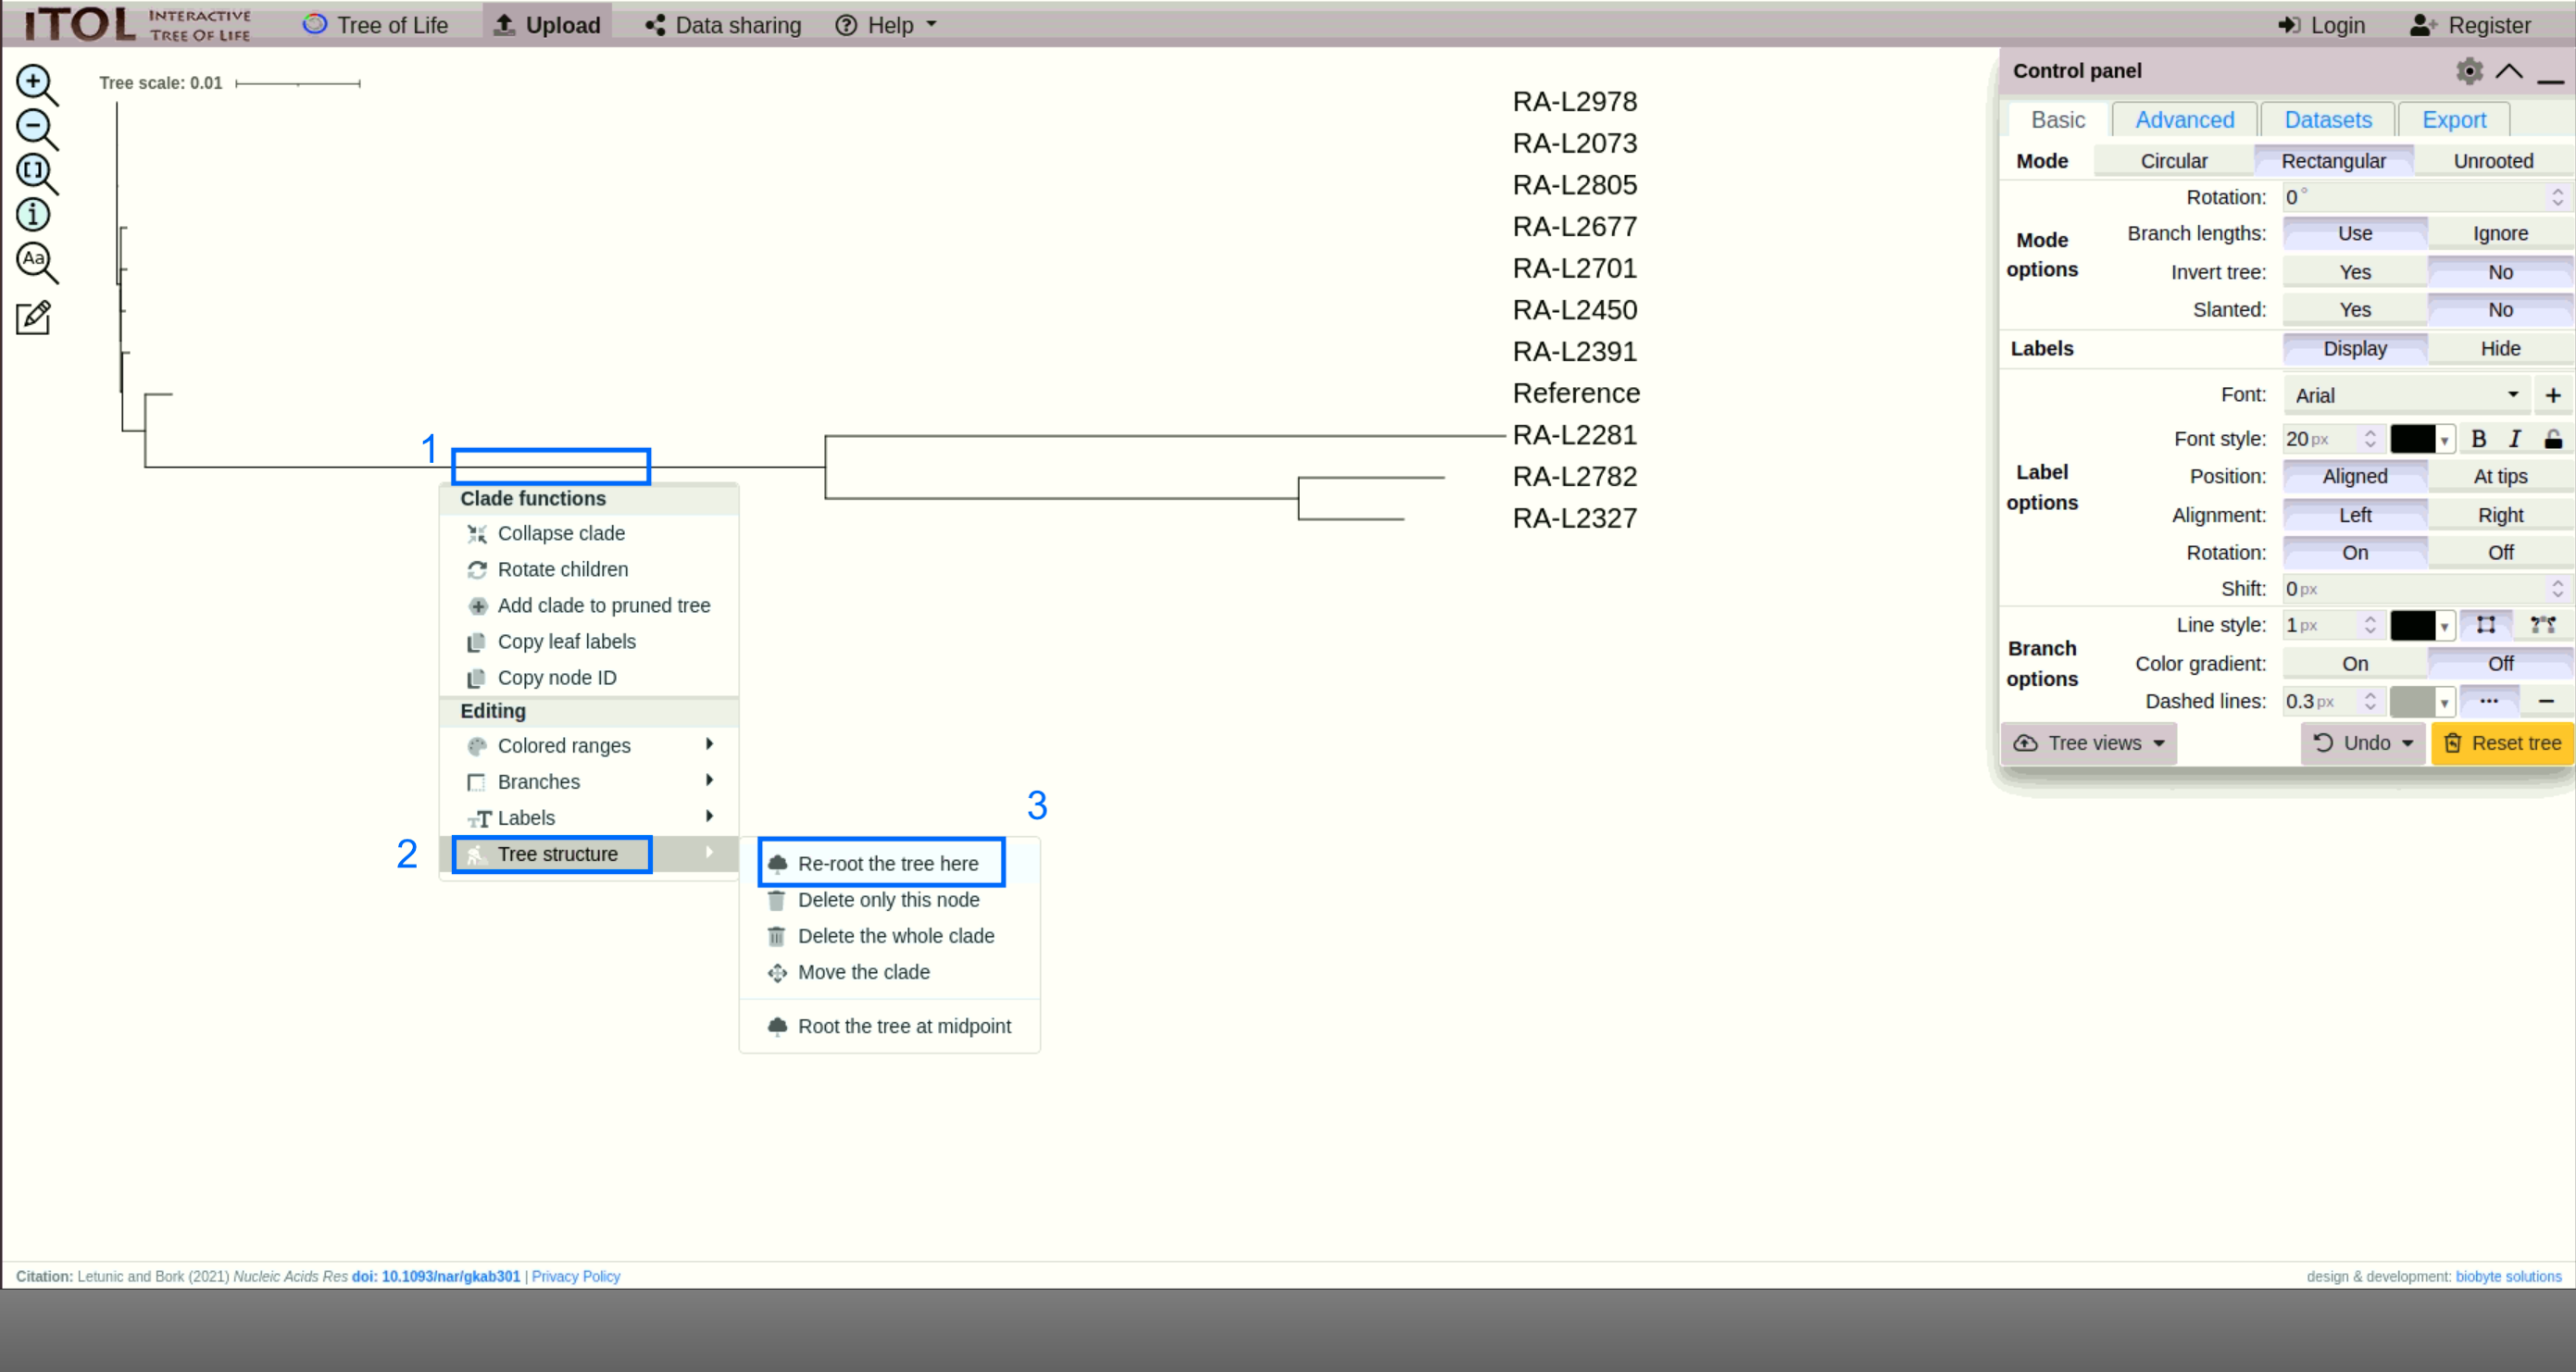 iTOL INTERACTIVE TREE OF LIFE Tree of Life Upload Data sharing Help Login Register
Tree scale: 0.01
RA-L2978
RA-L2073
RA-L2805
RA-L2677
RA-L2701
RA-L2450
RA-L2391
Reference
RA-L2281
RA-L2782
RA-L2327
Aa
1
Clade functions
Collapse clade
Rotate children
Add clade to pruned tree
Copy leaf labels
Copy node ID
Editing
Colored ranges
Branches
Labels
2 Tree structure
3
Re-root the tree here
Delete only this node
Delete the whole clade
Move the clade
Root the tree at midpoint
Control panel
Basic Advanced Datasets Export
Mode Circular Rectangular Unrooted
Mode options
Rotation: 0°
Branch lengths: Use Ignore
Invert tree: Yes No
Slanted: Yes No
Labels Display Hide
Label options
Font: Arial +
Font style: 20 px B I
Position: Aligned At tips
Alignment: Left Right
Rotation: On Off
Shift: 0 px
Branch options
Line style: 1 px
Color gradient: On Off
Dashed lines: 0.3 px
Tree views Undo Reset tree
Citation: Letunic and Bork (2021) Nucleic Acids Res doi: 10.1093/nar/gkab301 | Privacy Policy
design & development: biobyte solutions